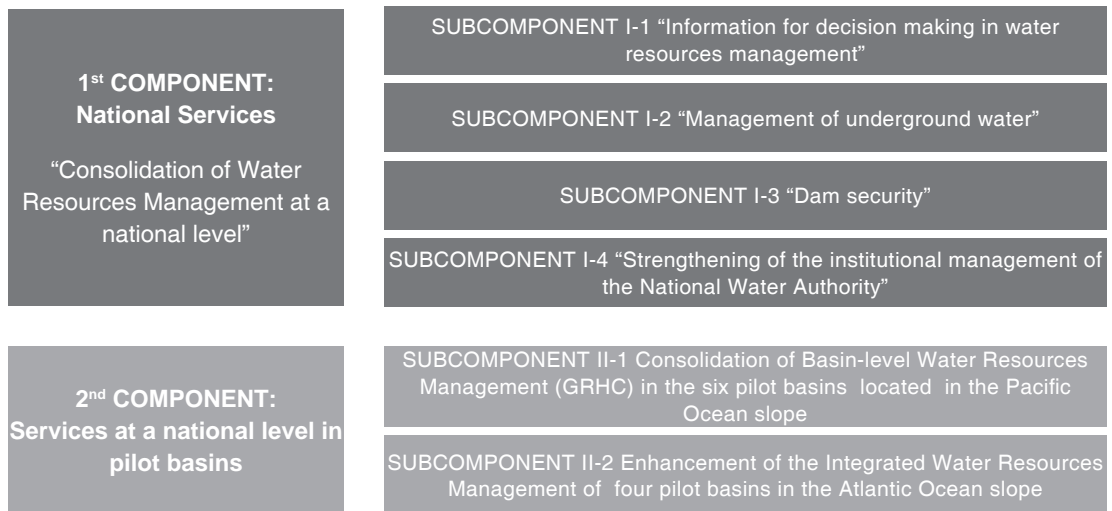 1st COMPONENT:
National Services
“Consolidation of Water
Resources Management at a
national level”
SUBCOMPONENT I-1 “Information for decision making in water
resources management”
SUBCOMPONENT I-2 “Management of underground water”
SUBCOMPONENT I-3 “Dam security”
SUBCOMPONENT I-4 “Strengthening of the institutional management of
the National Water Authority”
2nd COMPONENT:
Services at a national level in
pilot basins
SUBCOMPONENT II-1 Consolidation of Basin-level Water Resources
Management (GRHC) in the six pilot basins located in the Pacific
Ocean slope
SUBCOMPONENT II-2 Enhancement of the Integrated Water Resources
Management of four pilot basins in the Atlantic Ocean slope